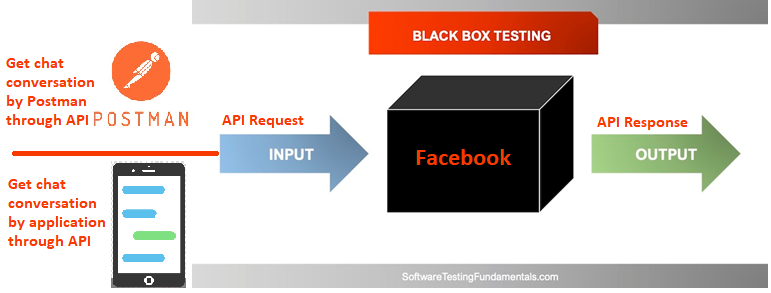 BLACK BOX TESTING
Get chat
conversation
by Postman
through API
POSTMAN
API Request
INPUT
Facebook
API Response
OUTPUT
Get chat
conversation
by application
through API
SoftwareTestingFundamentals.com